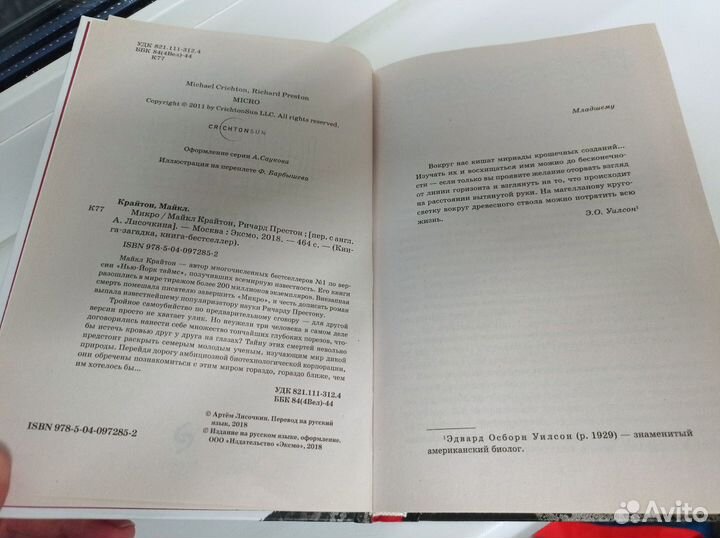 УДК 821.111-312.4
ББК 84(4Вел)-44
К77
Michael Crichton, Richard Preston
MICRO
Copyright © 2011 by CrichtonSun LLC. All rights reserved.
CRICHTONSUN
Оформление серии А. Саукова
Иллюстрация на переплете Ф. Барбышева
Крайтон, Майкл.
К77
Микро / Майкл Крайтон, Ричард Престон ; [пер. с англ.
А. Лисочкина]. — Москва : Эксмо, 2018. — 464 с. — (Кни-
га-загадка, книга-бестселлер).
ISBN 978-5-04-097285-2
Майкл Крайтон — автор многочисленных бестселлеров №1 по вер-
сии «Нью-Йорк таймс», получивших всемирную известность. Его книги
разошлись в мире тиражом более 200 миллионов экземпляров. Внезапная
смерть помешала писателю завершить «Микро», и честь дописать роман
выпала известнейшему популяризатору науки Ричарду Престону.
Тройное самоубийство по предварительному сговору — для другой
версии просто не хватает улик. Но неужели три человека в самом деле
договорились нанести себе множество тончайших глубоких порезов, что-
бы истечь кровью друг у друга на глазах? Тайну этих смертей невольно
предстоит раскрыть семерым молодым ученым, изучающим мир дикой
природы. Перейдя дорогу амбициозной биотехнологической корпорации,
они обречены познакомиться с этим миром гораздо, гораздо ближе, чем
им хотелось бы...
УДК 821.111-312.4
ББК 84(4Вел)-44
© Артём Лисочкин. Перевод на русский
язык, 2018
© Издание на русском языке, оформление.
ООО «Издательство «Эксмо», 2018
ISBN 978-5-04-097285-2
Младшему
Вокруг нас кишат мириады крошечных созданий...
Изучать их и восхищаться ими можно до бесконечно-
сти — если только вы проявите желание оторвать взгляд
от линии горизонта и взглянуть на то, что происходит
на расстоянии вытянутой руки. На магелланову круго-
светку вокруг древесного ствола можно потратить всю
жизнь.
Э.О. Уилсон¹
¹Эдвард Осборн Уилсон (р. 1929) — знаменитый
американский биолог.
Avito